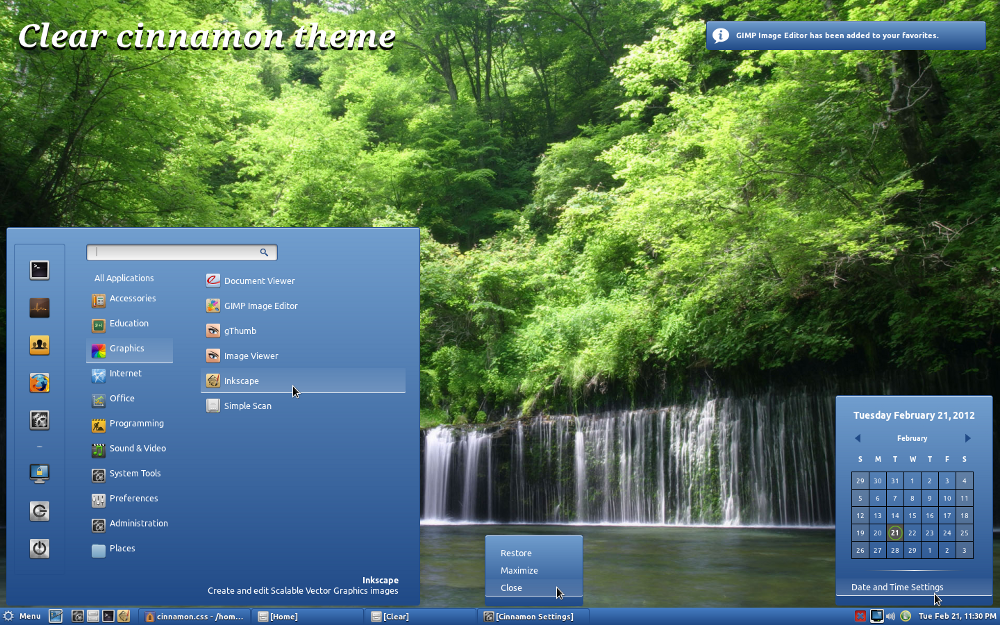 Clear cinnamon theme
GIMP Image Editor has been added to your favorites.
All Applications
Accessories
Education
Graphics
Internet
Office
Programming
Sound & Video
System Tools
Preferences
Administration
Places
Document Viewer
GIMP Image Editor
gThumb
Image Viewer
Inkscape
Simple Scan
Inkscape
Create and edit Scalable Vector Graphics images
Restore
Maximize
Close
Tuesday February 21, 2012
February
S M T W T F S
29 30 31 1 2 3 4
5 6 7 8 9 10 11
12 13 14 15 16 17 18
19 20 21 22 23 24 25
26 27 28 29 1 2 3
Date and Time Settings
Menu
cinnamon.css - /hom...
[Home]
[Clear]
[Cinnamon Settings]
Tue Feb 21, 11:30 PM